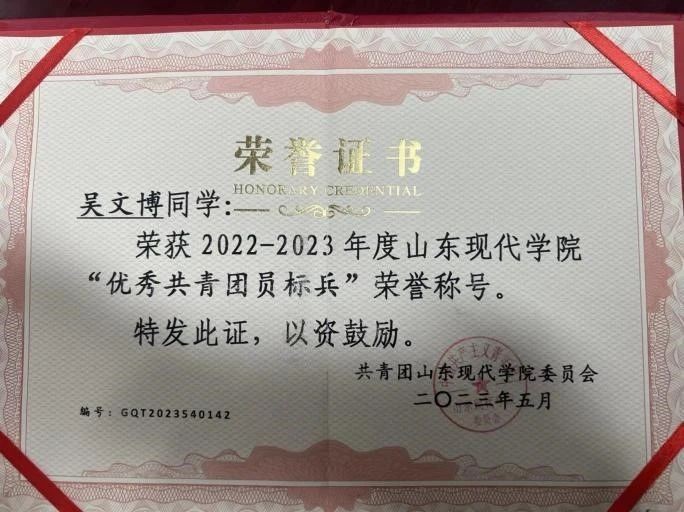 荣誉证书
HONORARY CREDENTIAL
吴文博同学:
荣获 2022-2023 年度山东现代学院
“优秀共青团员标兵”荣誉称号。
特发此证，以资鼓励。
共青团山东现代学院委员会
二〇二三年五月
编号：GQT2023540142